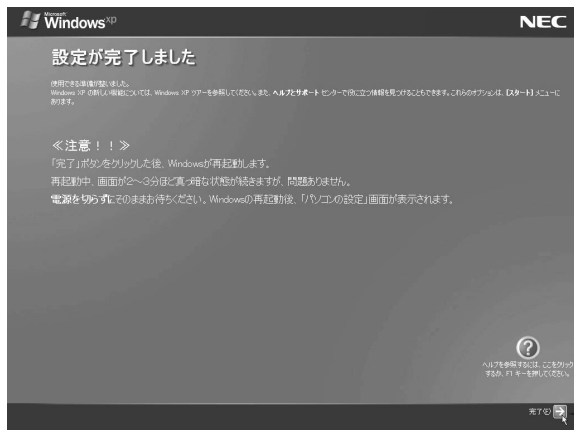 Microsoft
Windows xp
NEC
設定が完了しました
使用できる準備が整いました。
Windows XP の新しい機能については、Windows XP ツアーを参照してください。また、ヘルプとサポート センターで役に立つ情報を見つけることもできます。これらのオプションは、[スタート] メニューに
あります。
≪注意！！≫
「完了」ボタンをクリックした後、Windowsが再起動します。
再起動中、画面が2～3分ほど真っ暗な状態が続きますが、問題ありません。
電源を切らずにそのままお待ちください。Windowsの再起動後、「パソコンの設定」画面が表示されます。
?
ヘルプを参照するには、ここをクリック
するか、F1 キーを押してください。
完了(F)